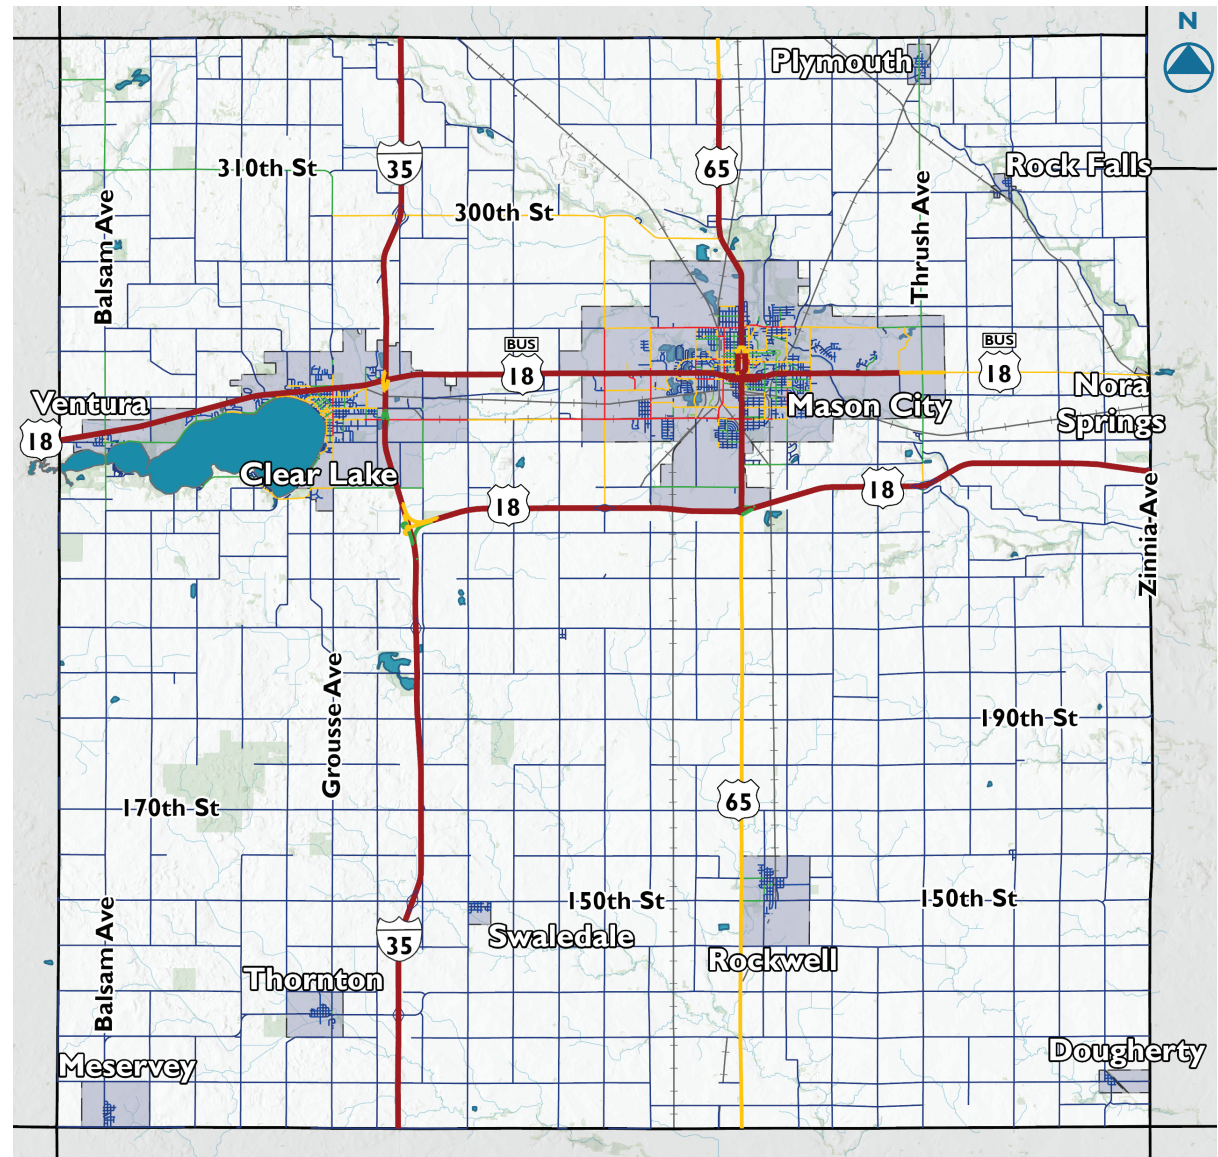 N
Plymouth
310th St
35
65
Rock Falls
300th St
Balsam Ave
Thrush Ave
BUS
18
BUS
18
Ventura
Nora
Springs
Mason City
18
Clear Lake
18
18
Zinnia Ave
Grousse Ave
190th St
170th St
65
150th St
150th St
Balsam Ave
Swaledale
35
Rockwell
Thornton
Dougherty
Meservey